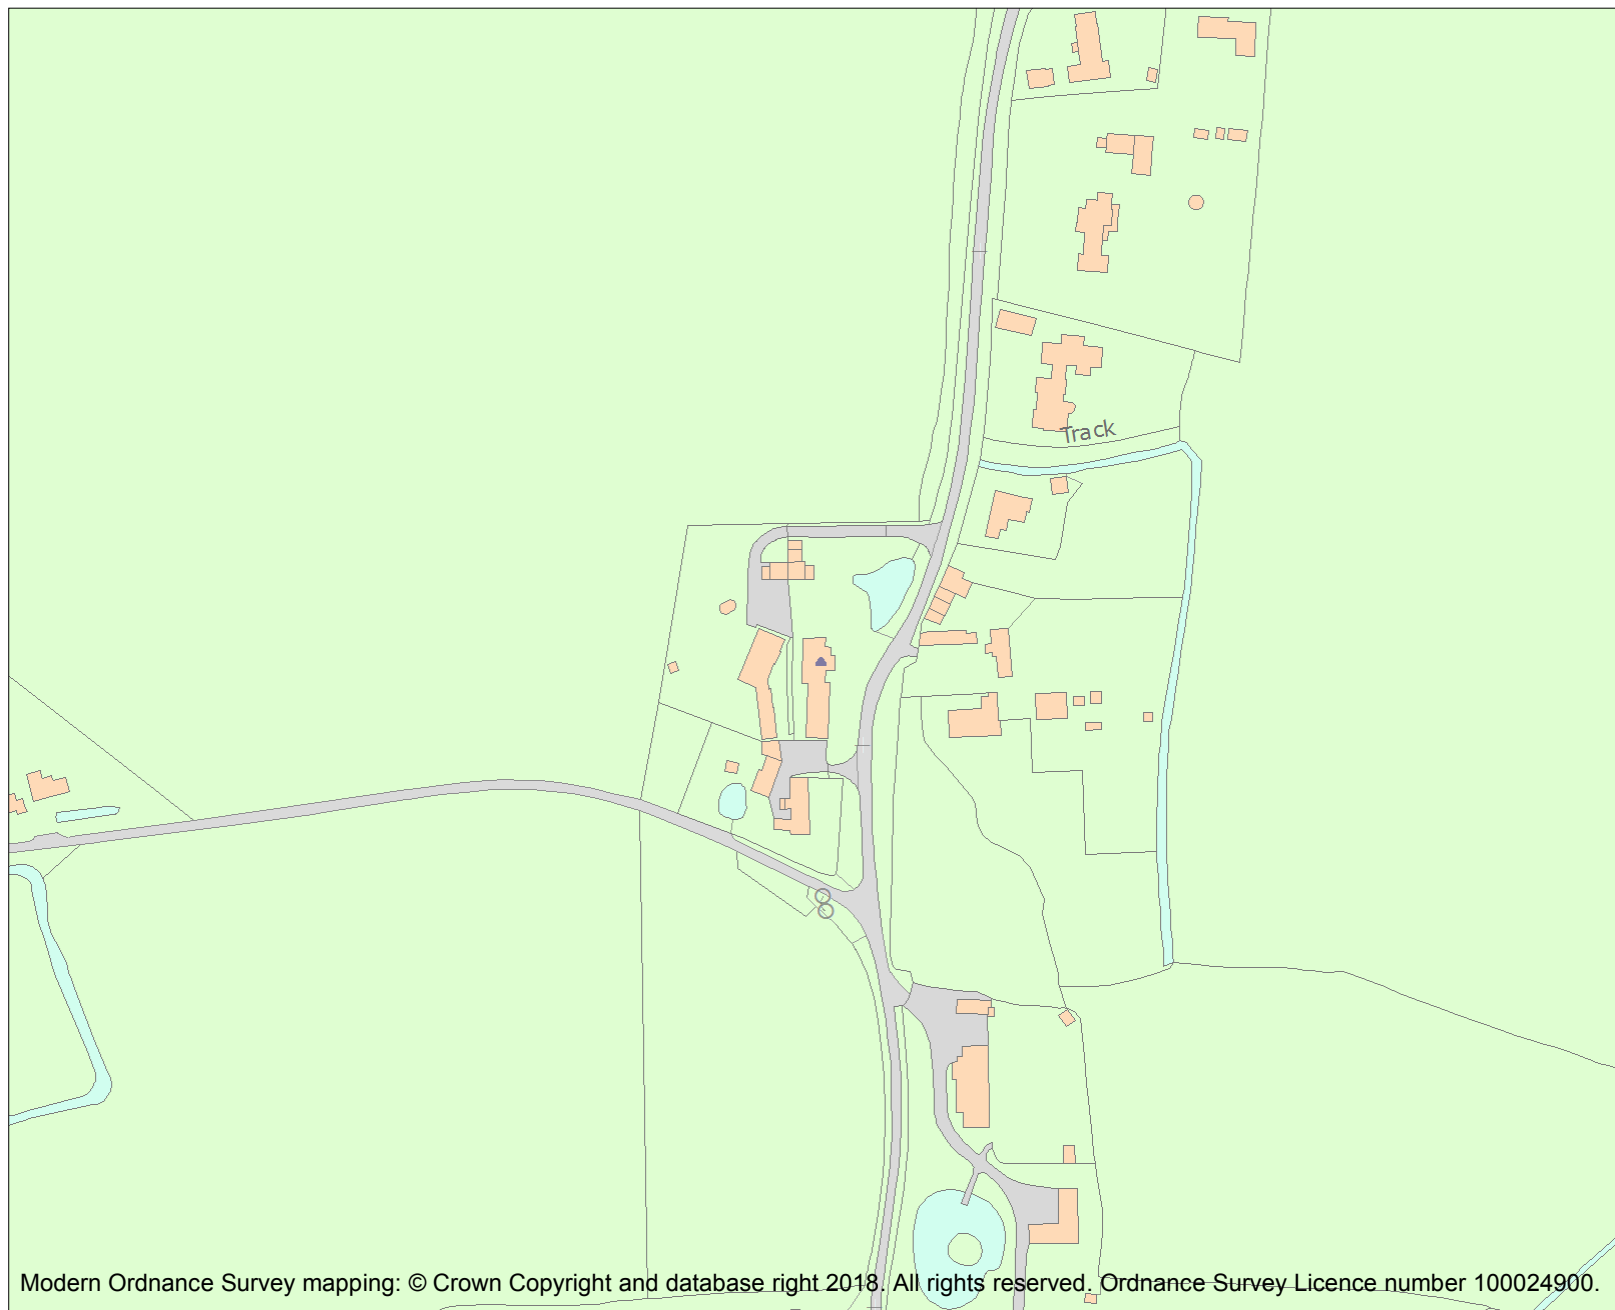 Track
Modern Ordnance Survey mapping: © Crown Copyright and database right 2018. All rights reserved. Ordnance Survey Licence number 100024900.